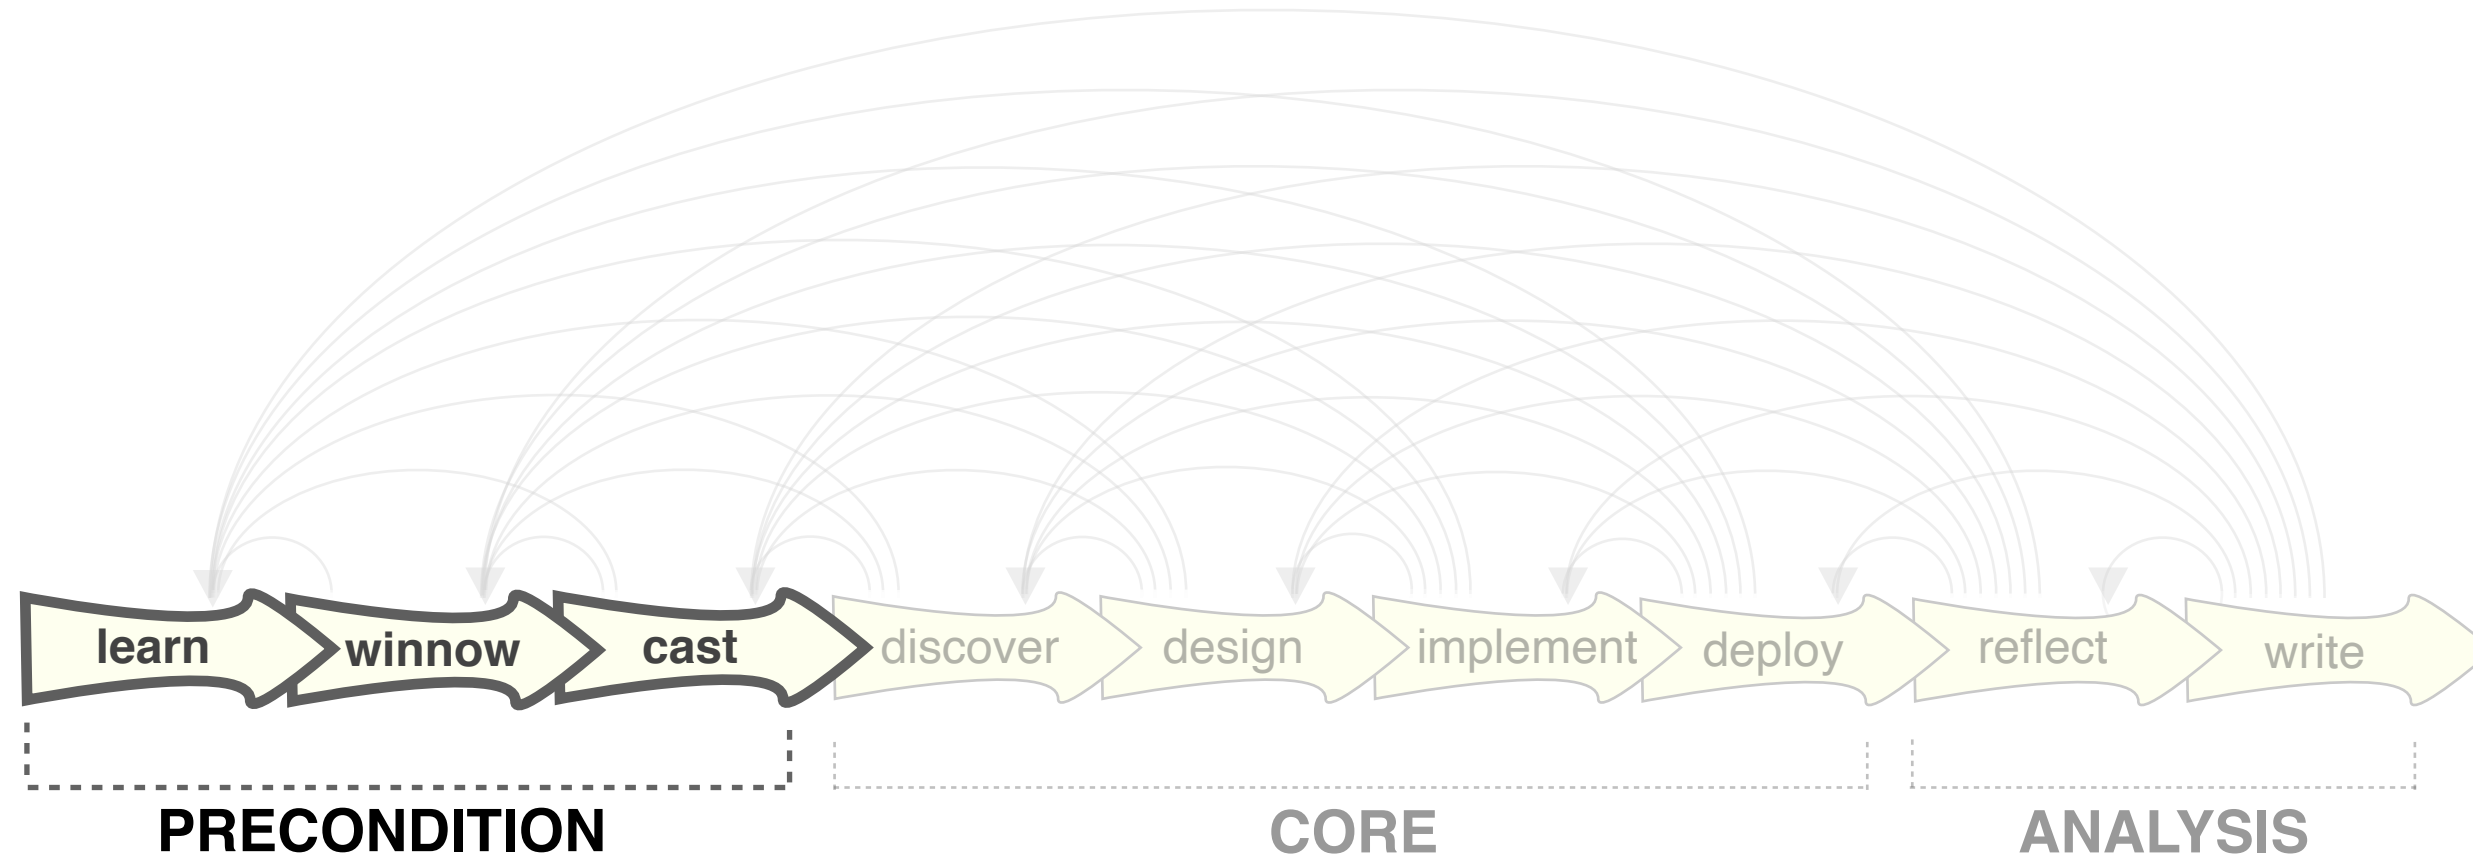 learn
winnow
cast
discover
design
implement
deploy
reflect
write
PRECONDITION
CORE
ANALYSIS